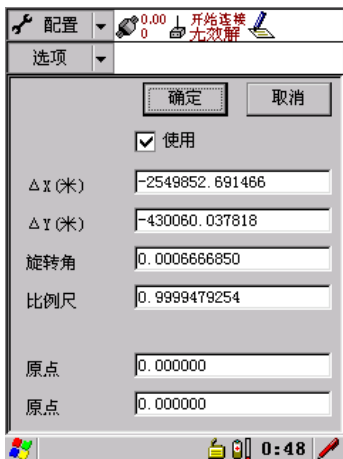 配置 0.00 开始连接
0 无效解
选项
确定 取消
使用
ΔX(米) -2549852.691466
ΔY(米) -430060.037818
旋转角 0.0006666850
比例尺 0.9999479254
原点 0.000000
原点 0.000000
0:48